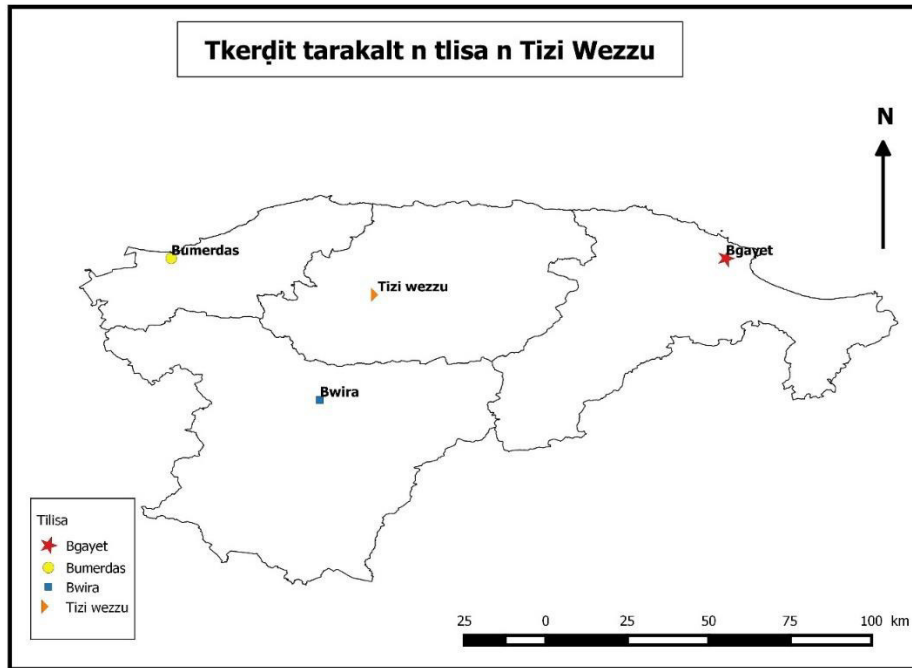 Tkerḍit tarakalt n tlisa n Tizi Wezzu
N
Bumerdas
Bgayet
Tizi wezzu
Bwira
Tilisa
Bgayet
Bumerdas
Bwira
Tizi wezzu
25 0 25 50 75 100 km